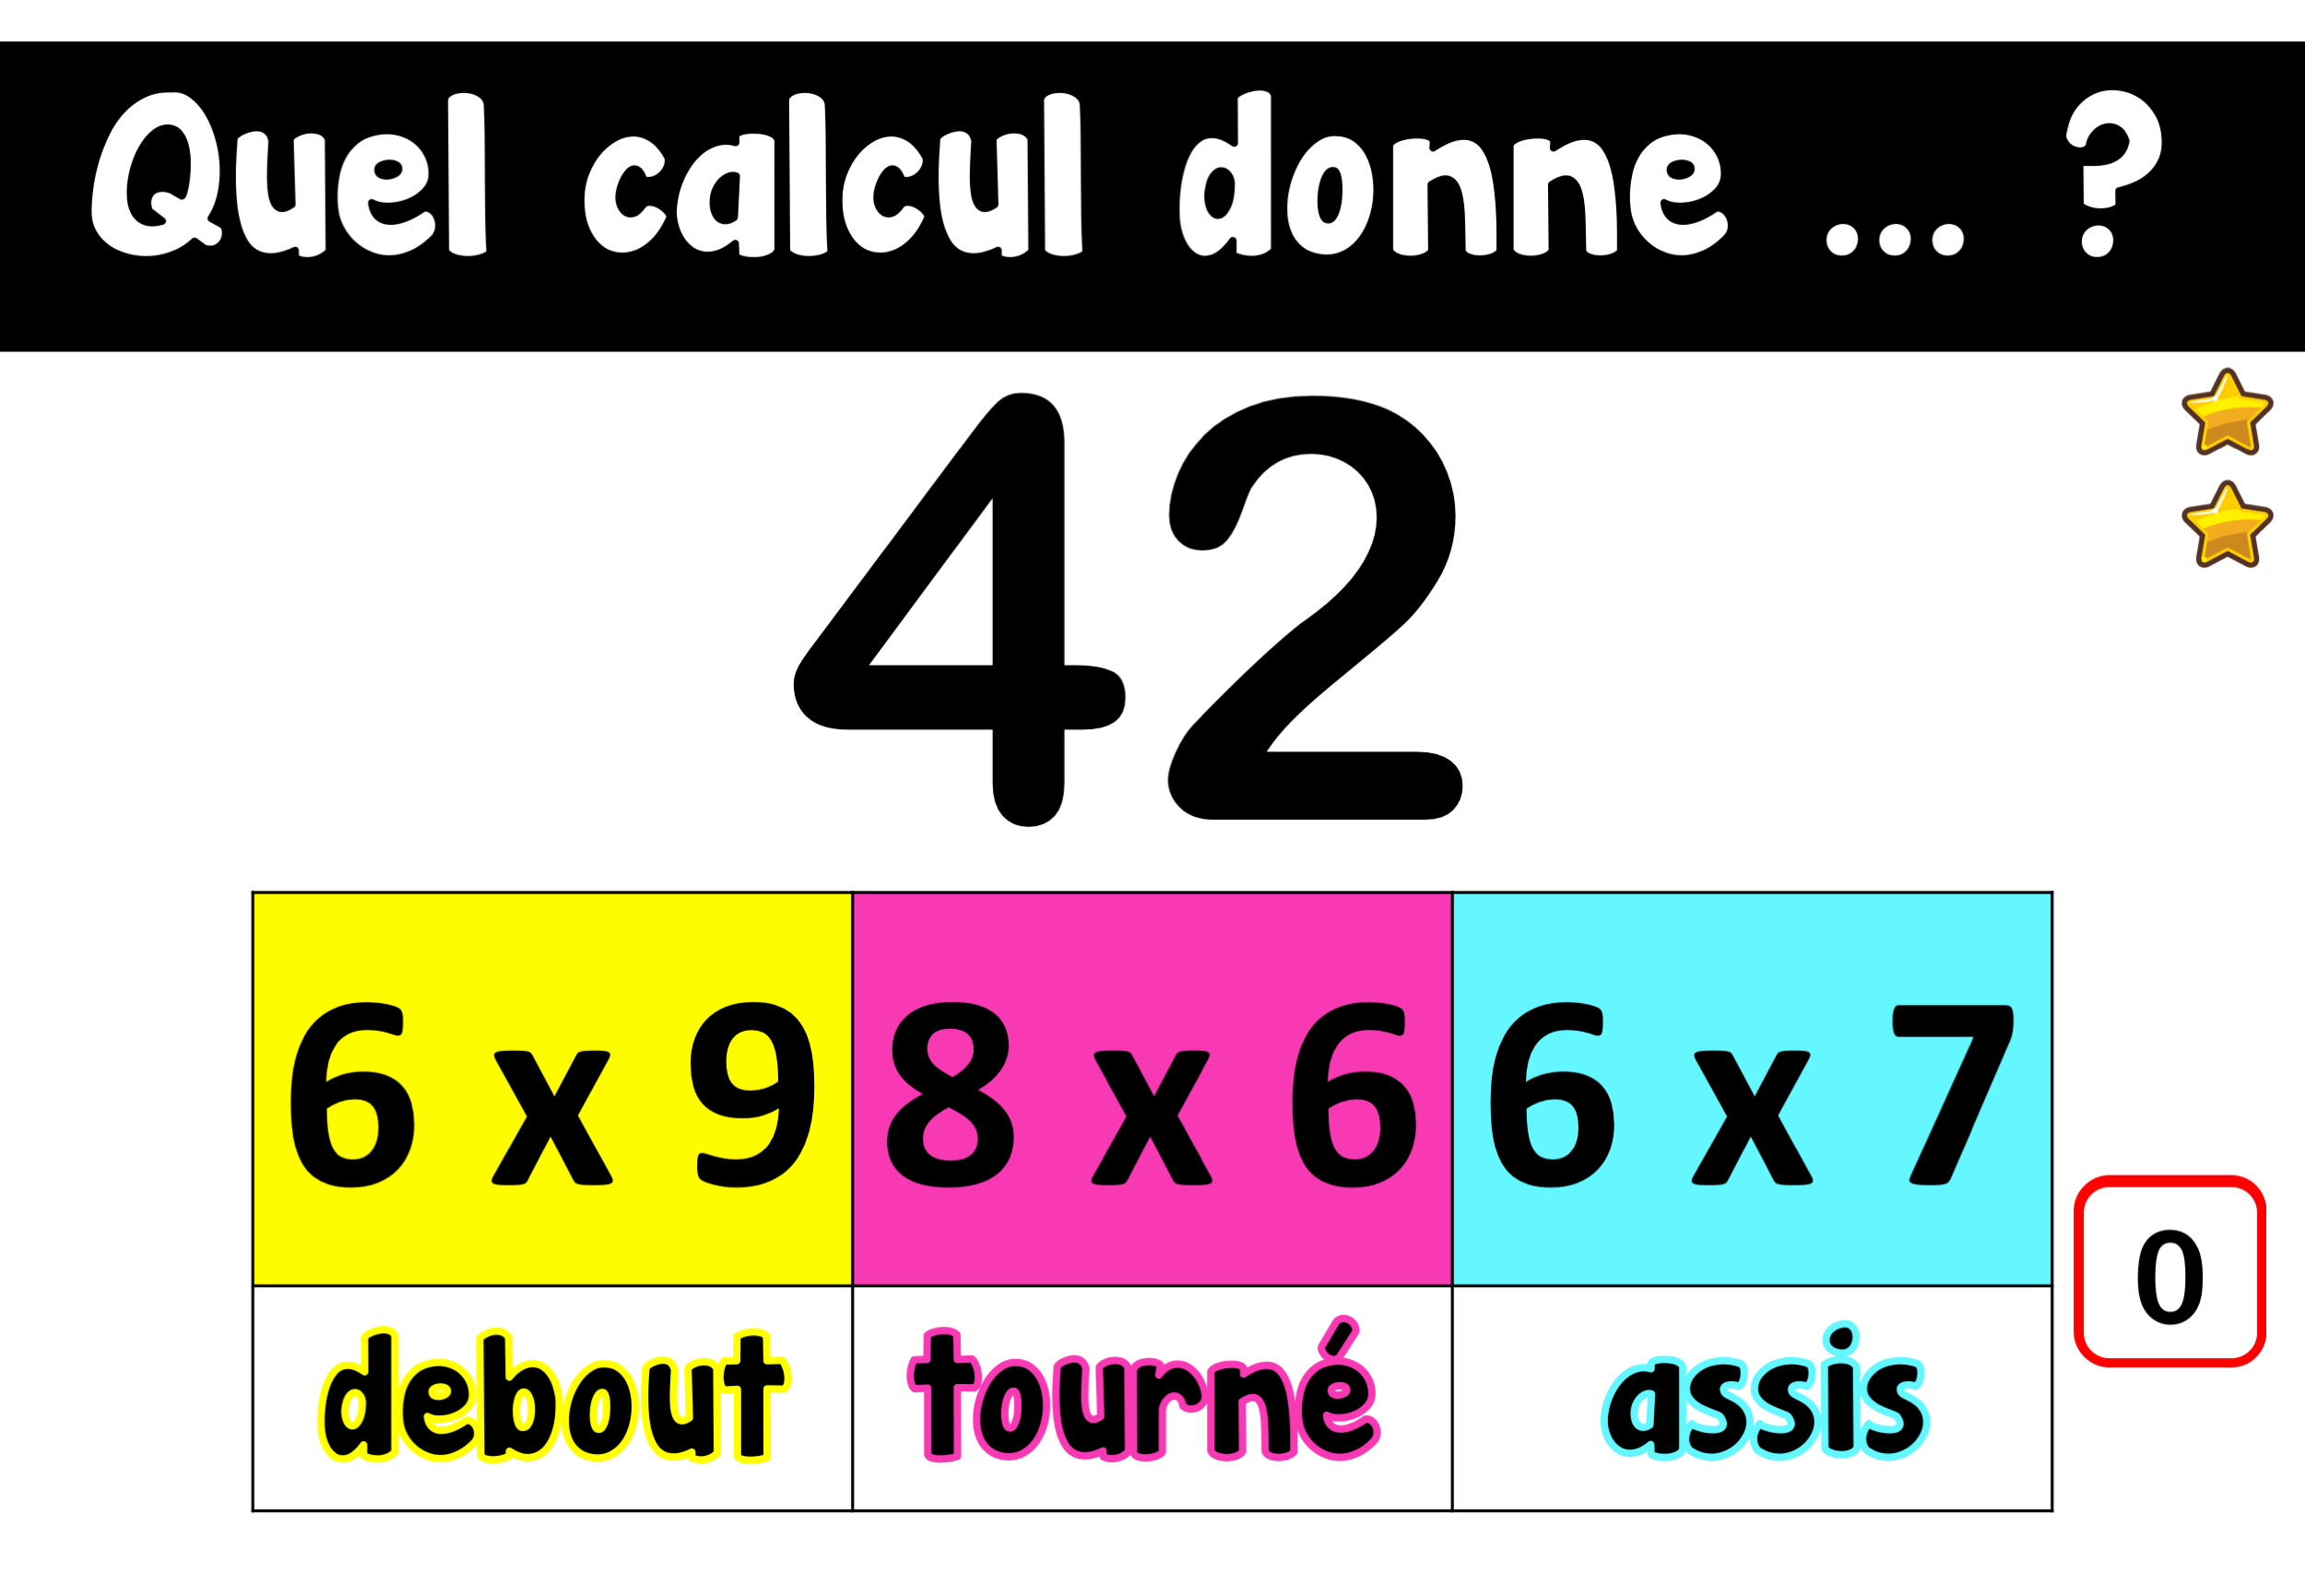 Quel calcul donne ... ?
42
6 x 9 8 x 6 6 x 7
0
debout tourné assis